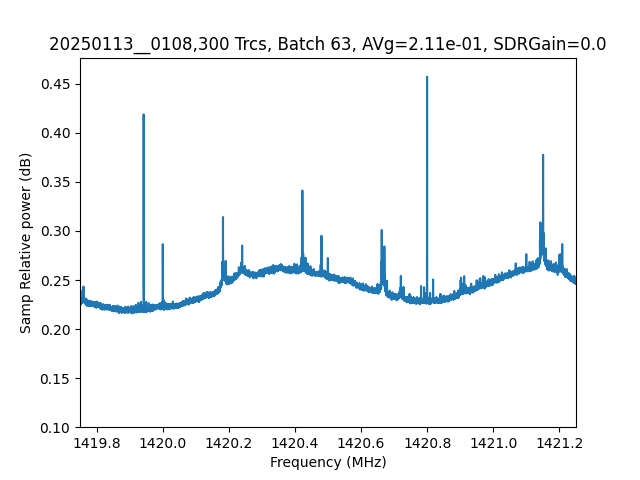 20250113__0108,300 Trcs, Batch 63, AVg=2.11e-01, SDRGain=0.0
Samp Relative power (dB)
0.45
0.40
0.35
0.30
0.25
0.20
0.15
0.10
1419.8 1420.0 1420.2 1420.4 1420.6 1420.8 1421.0 1421.2
Frequency (MHz)